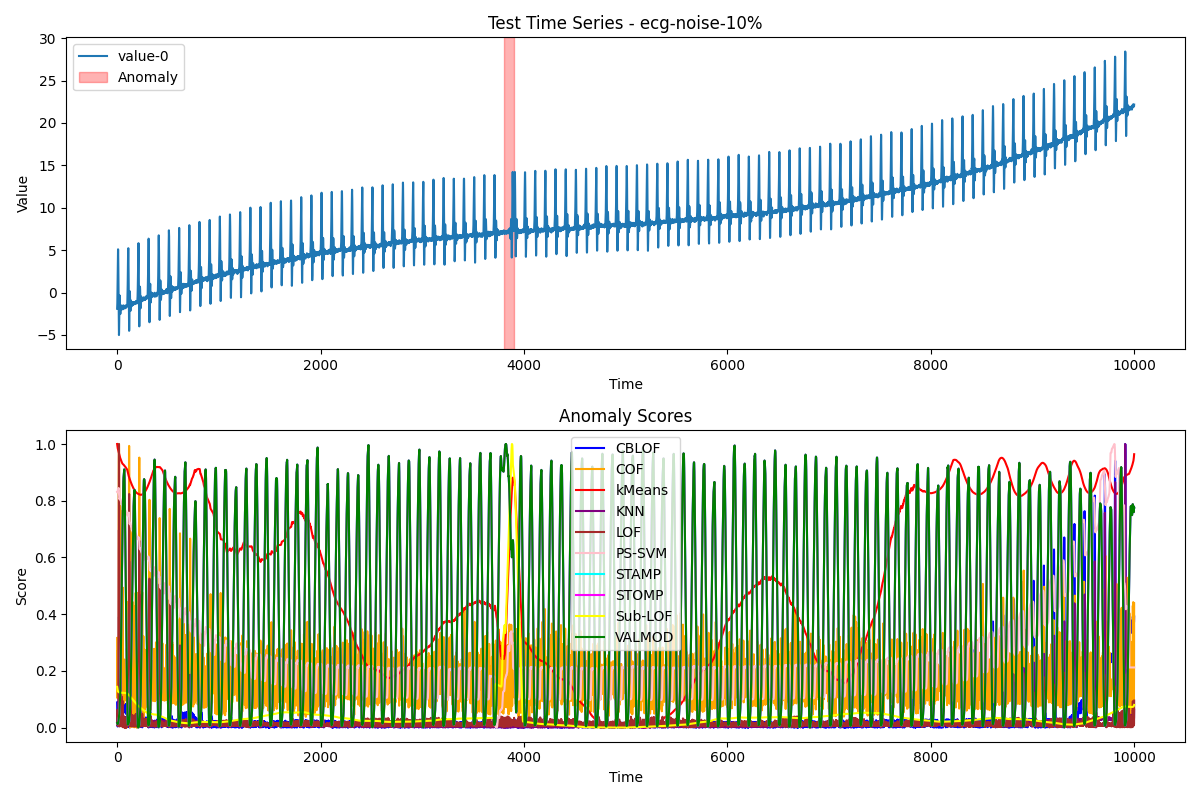 Test Time Series - ecg-noise-10%
30
25
20
15
10
5
0
−5
Value
value-0
Anomaly
0
2000
4000
6000
8000
10000
Time
Anomaly Scores
1.0
0.8
0.6
0.4
0.2
0.0
Score
CBLOF
COF
kMeans
KNN
LOF
PS-SVM
STAMP
STOMP
Sub-LOF
VALMOD
0
2000
4000
6000
8000
10000
Time